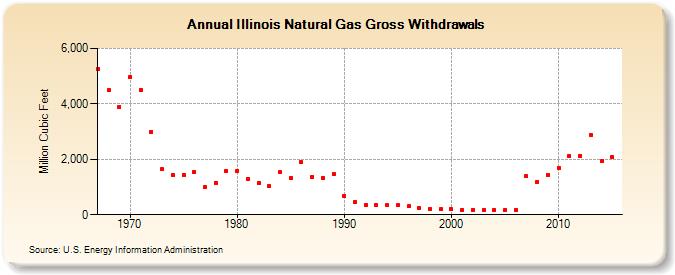 Annual Illinois Natural Gas Gross Withdrawals
Million Cubic Feet
6,000
4,000
2,000
0
1970 1980 1990 2000 2010
Source: U.S. Energy Information Administration